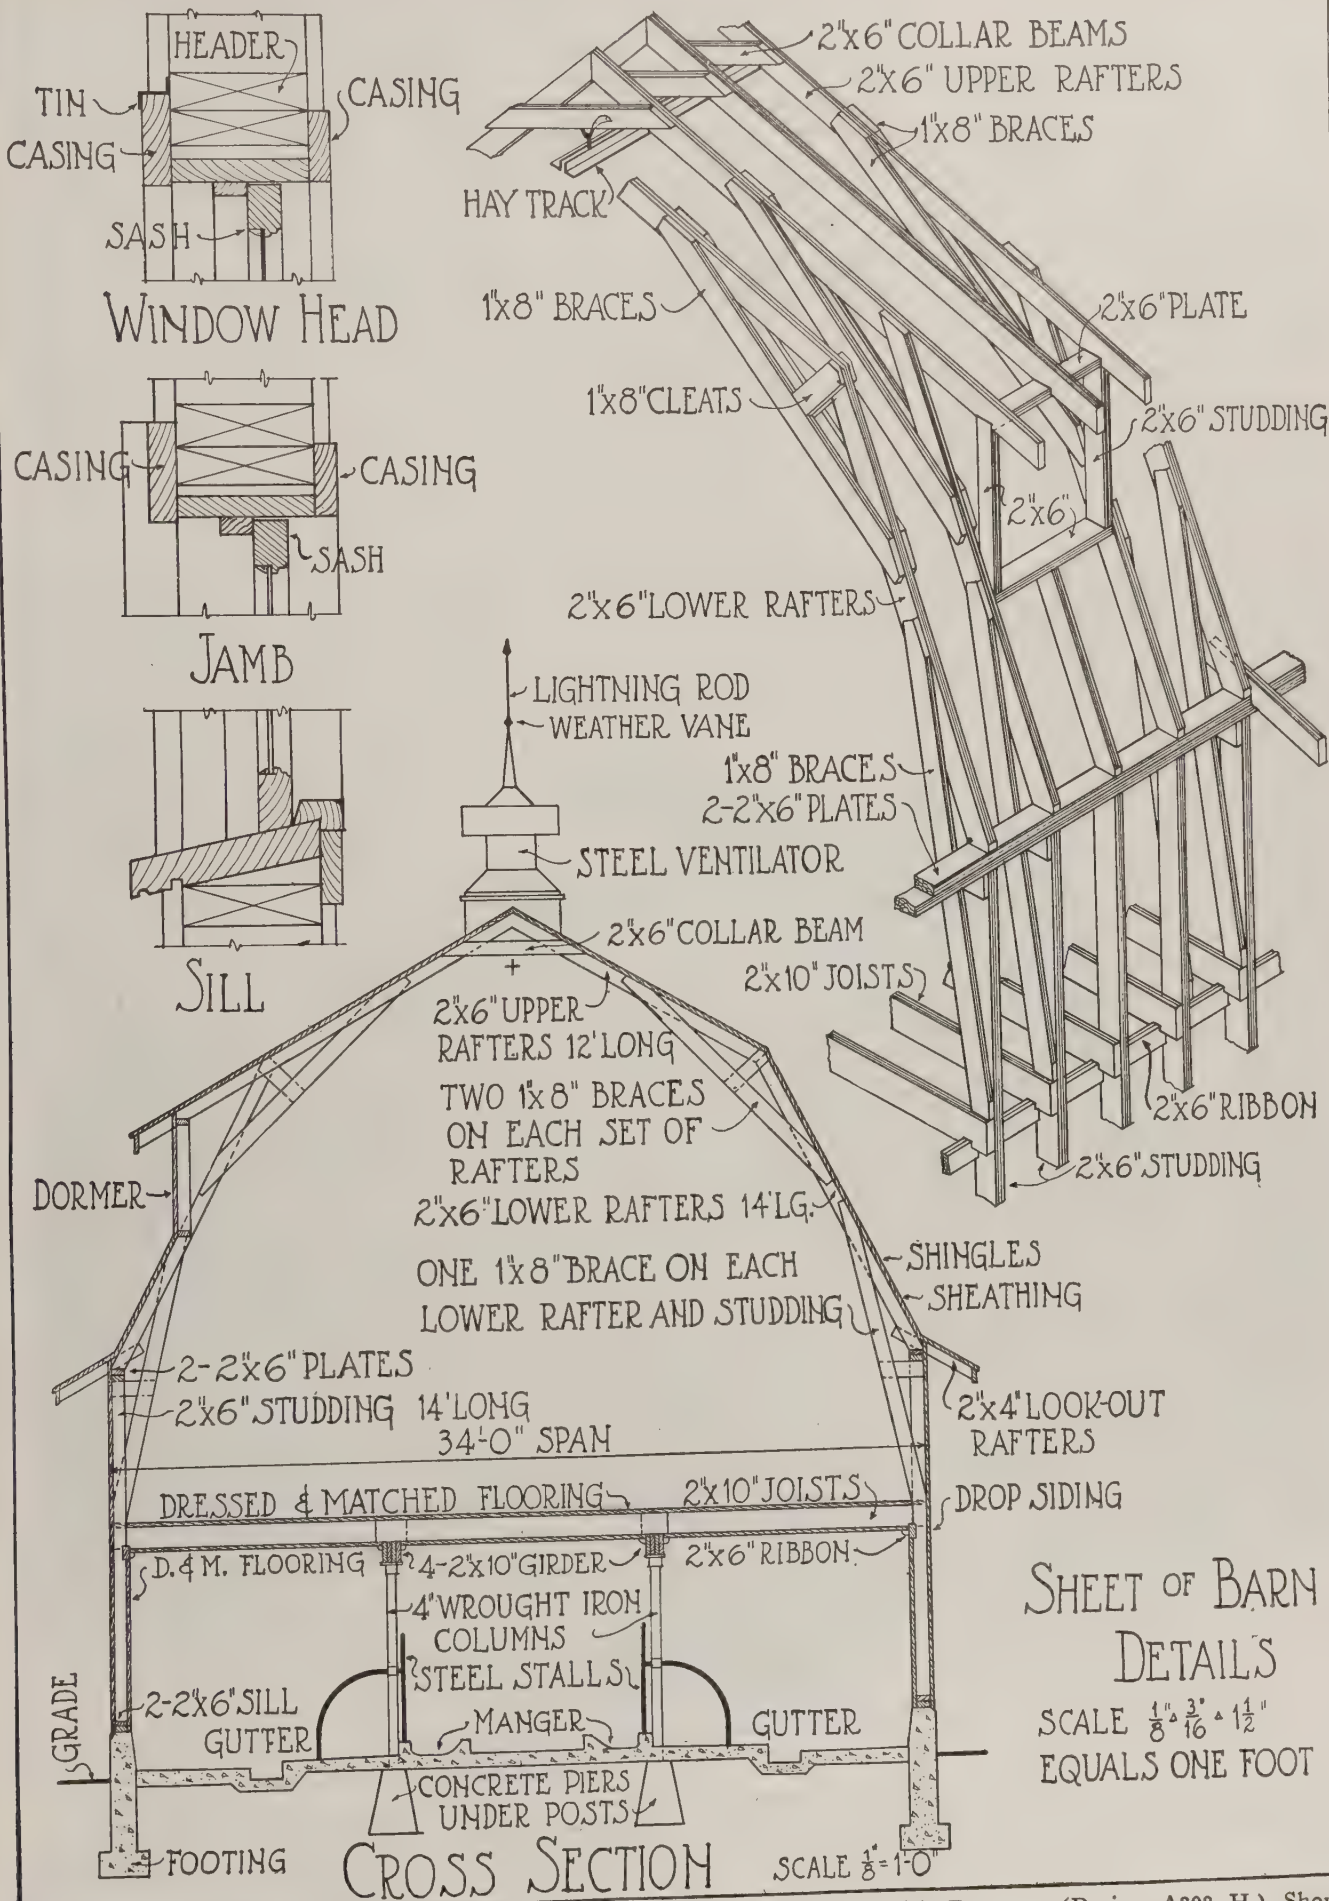 HEADER
TIN
CASING
CASING
SASH
WINDOW HEAD
CASING
CASING
SASH
JAMB
SILL
2"x6" COLLAR BEAMS
2"x6" UPPER RAFTERS
1"x8" BRACES
HAY TRACK
1"x8" BRACES
2"x6" PLATE
1"x8" CLEATS
2"x6" STUDDING
2"x6"
2"x6" LOWER RAFTERS
1"x8" BRACES
2-2"x6" PLATES
2"x10" JOISTS
2"x6" RIBBON
2"x6" STUDDING
LIGHTNING ROD
WEATHER VANE
STEEL VENTILATOR
2"x6" COLLAR BEAM
2"x6" UPPER
RAFTERS 12' LONG
TWO 1"x8" BRACES
ON EACH SET OF
RAFTERS
DORMER
2"x6" LOWER RAFTERS 14' LG.
ONE 1"x8" BRACE ON EACH
LOWER RAFTER AND STUDDING
SHINGLES
SHEATHING
2-2"x6" PLATES
2"x6" STUDDING 14' LONG
34'-0" SPAN
2"x4" LOOK-OUT
RAFTERS
DRESSED & MATCHED FLOORING
2"x10" JOISTS
DROP SIDING
D. & M. FLOORING
4-2"x10" GIRDER
2"x6" RIBBON
4" WROUGHT IRON
COLUMNS
STEEL STALLS
GRADE
2-2"x6" SILL
GUTTER
MANGER
GUTTER
CONCRETE PIERS
UNDER POSTS
FOOTING
CROSS SECTION
SCALE 1/8" = 1'-0"
SHEET OF BARN
DETAILS
SCALE 1/8" & 3/16" & 1 1/2"
EQUALS ONE FOOT
H.)